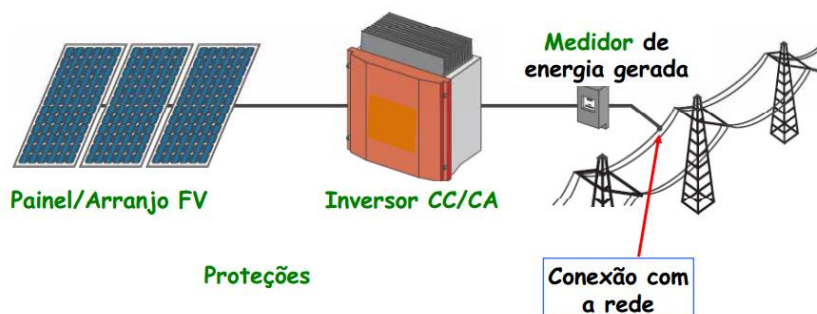 Medidor de
energia gerada
Painel/Arranjo FV
Inversor CC/CA
Proteções
Conexão com
a rede